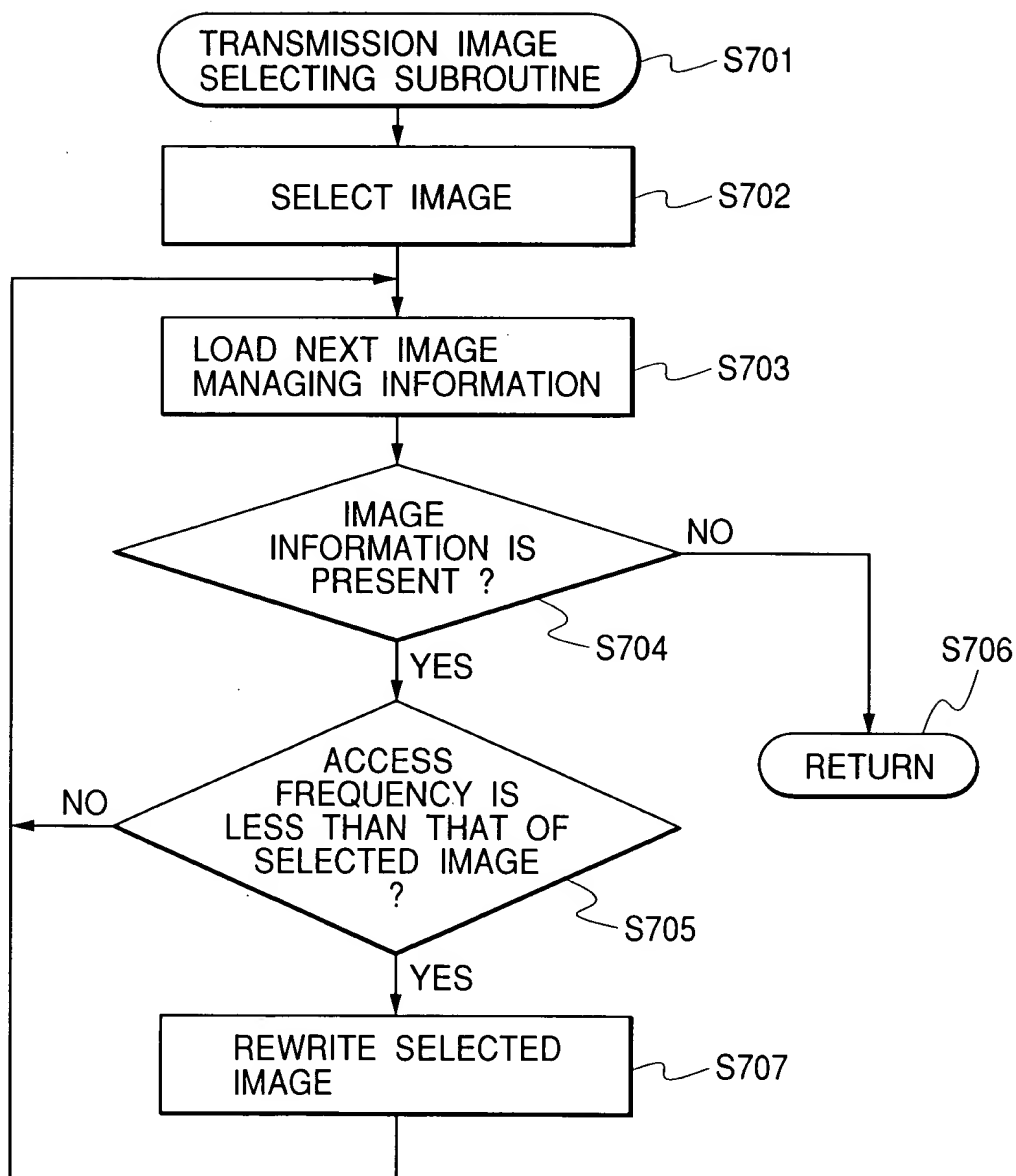 TRANSMISSION IMAGE
SELECTING SUBROUTINE
S701
SELECT IMAGE
S702
LOAD NEXT IMAGE
MANAGING INFORMATION
S703
IMAGE
INFORMATION IS
PRESENT ?
NO
S704
YES
S706
RETURN
ACCESS
FREQUENCY IS
LESS THAN THAT OF
SELECTED IMAGE
?
NO
S705
YES
REWRITE SELECTED
IMAGE
S707